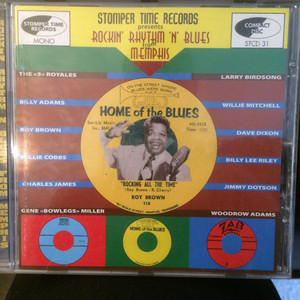 STOMPER TIME RECORDS
presents
ROCKIN' RHYTHM 'N' BLUES
from
MEMPHIS
STOMPER TIME RECORDS
MONO
COMPACT DISC
STCD 31
THE "5" ROYALES
LARRY BIRDSONG
BILLY ADAMS
WILLIE MITCHELL
ROY BROWN
DAVE DIXON
WILLIE COBBS
BILLY LEE RILEY
CHARLES JAMES
JIMMY DOTSON
GENE "BOWLEGS" MILLER
WOODROW ADAMS
HOME of the BLUES
"ROCKING ALL THE TIME"
ROY BROWN
HOME of the BLUES
ZAB